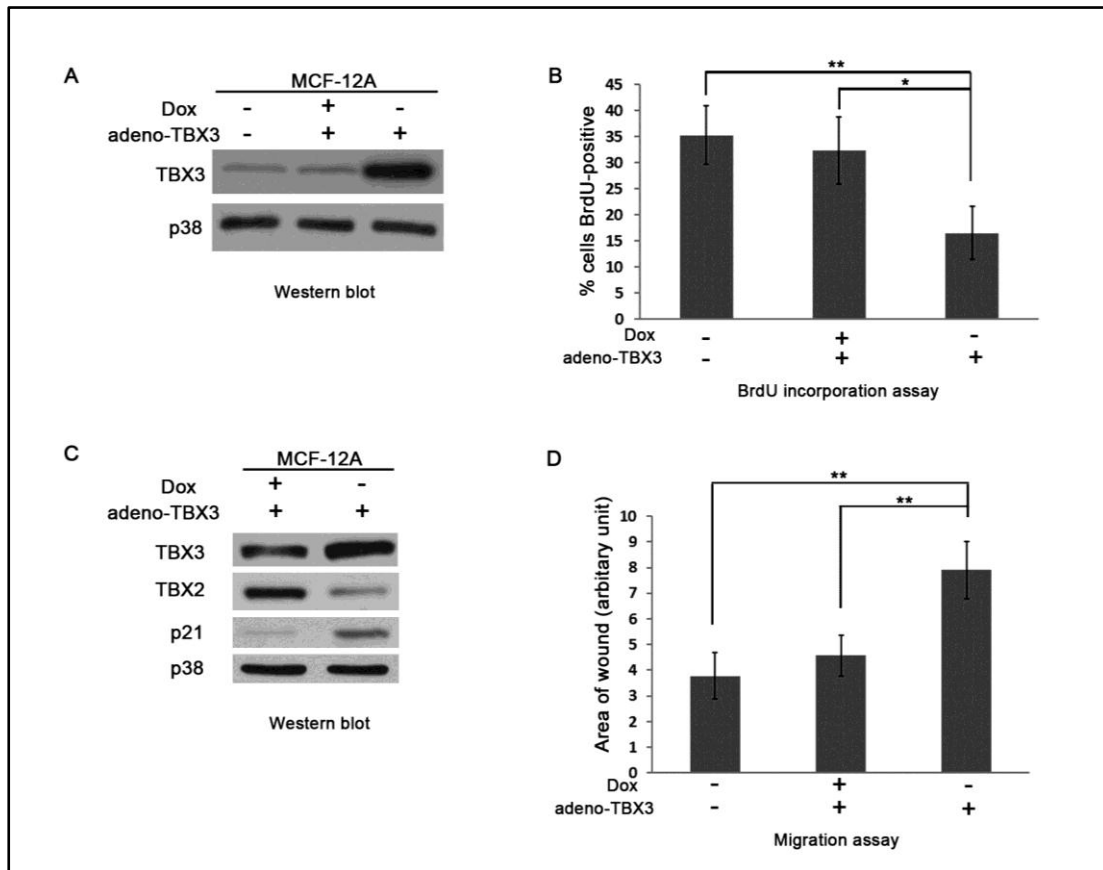 A
MCF-12A
Dox - + -
adeno-TBX3 - + +
TBX3
p38
Western blot
B
** 
*
% cells BrdU-positive
45
40
35
30
25
20
15
10
5
0
Dox - + -
adeno-TBX3 - + +
BrdU incorporation assay
C
MCF-12A
Dox + -
adeno-TBX3 + +
TBX3
TBX2
p21
p38
Western blot
D
**
**
Area of wound (arbitary unit)
10
9
8
7
6
5
4
3
2
1
0
Dox - + -
adeno-TBX3 - + +
Migration assay